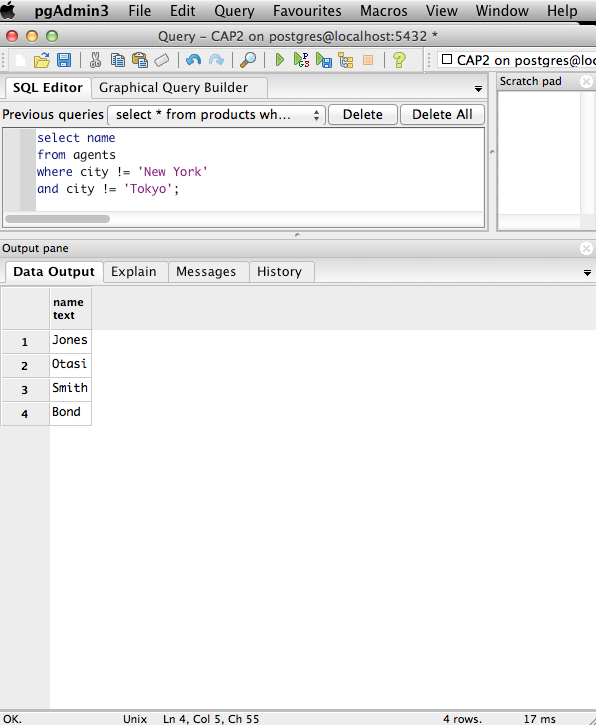 pgAdmin3 File Edit Query Favourites Macros View Window Help
Query - CAP2 on postgres@localhost:5432 *
CAP2 on postgres@loc
SQL Editor Graphical Query Builder
Scratch pad
Previous queries select * from products wh... Delete Delete All
select name
from agents
where city != 'New York'
and city != 'Tokyo';
Output pane
Data Output Explain Messages History
name
text
1 Jones
2 Otasi
3 Smith
4 Bond
OK. Unix Ln 4, Col 5, Ch 55 4 rows. 17 ms